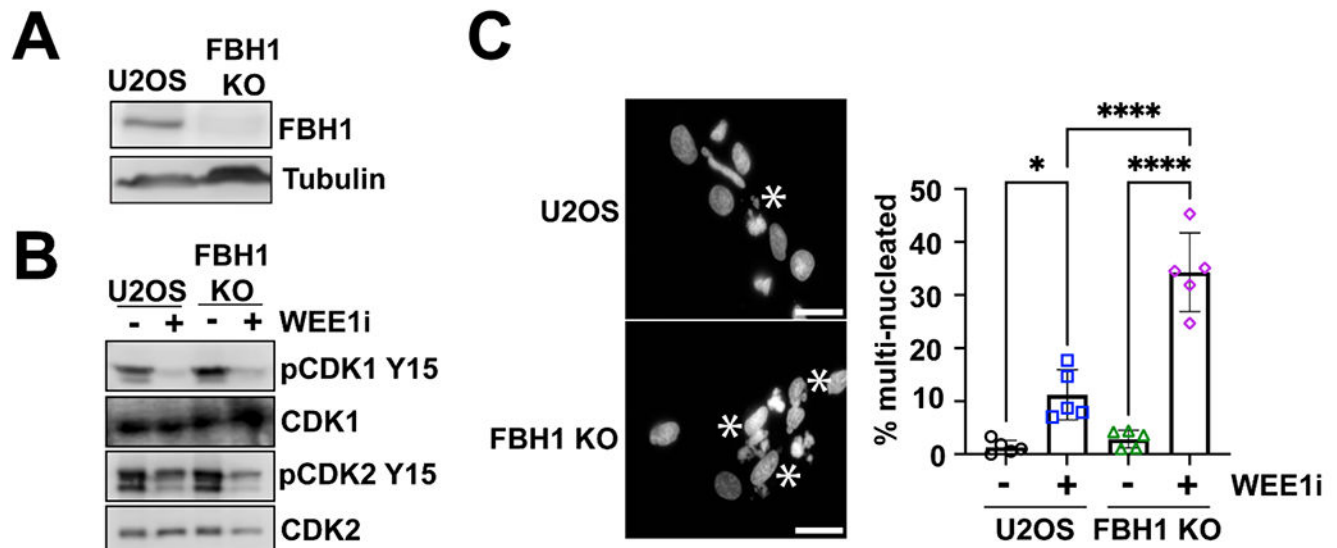 A
U2OS
FBH1
KO
FBH1
Tubulin
B
U2OS
FBH1
KO
- + - + WEE1i
pCDK1 Y15
CDK1
pCDK2 Y15
CDK2
C
U2OS
*
FBH1 KO
*
*
*
****
* ****
% multi-nucleated
50
40
30
20
10
0
- + - + WEE1i
U2OS FBH1 KO